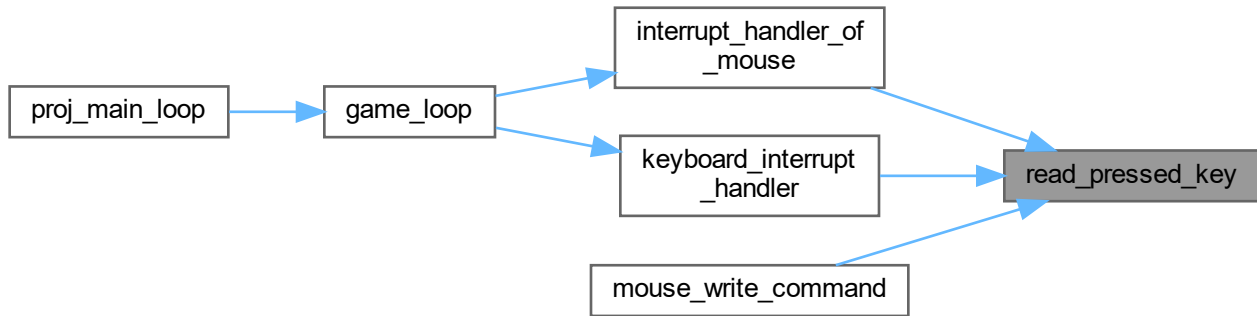 proj_main_loop
game_loop
interrupt_handler_of
_mouse
keyboard_interrupt
_handler
mouse_write_command
read_pressed_key